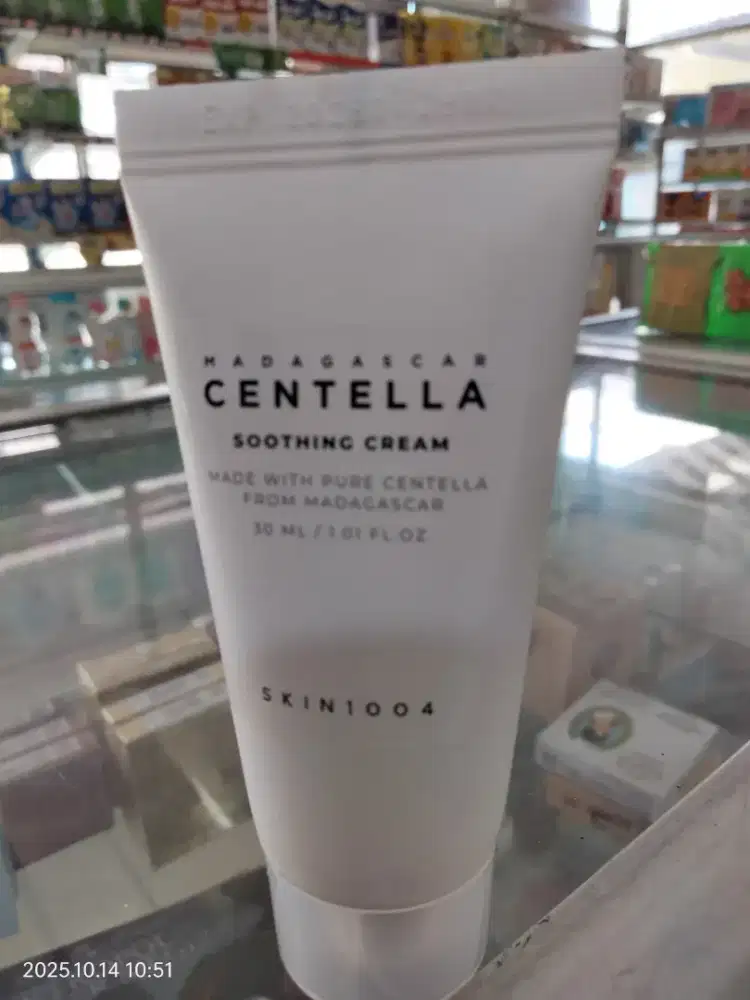 MADAGASCAR
CENTELLA
SOOTHING CREAM
MADE WITH PURE CENTELLA
FROM MADAGASCAR
30 ML / 1.01 FL.OZ
SKIN1004
2025.10.14 10:51